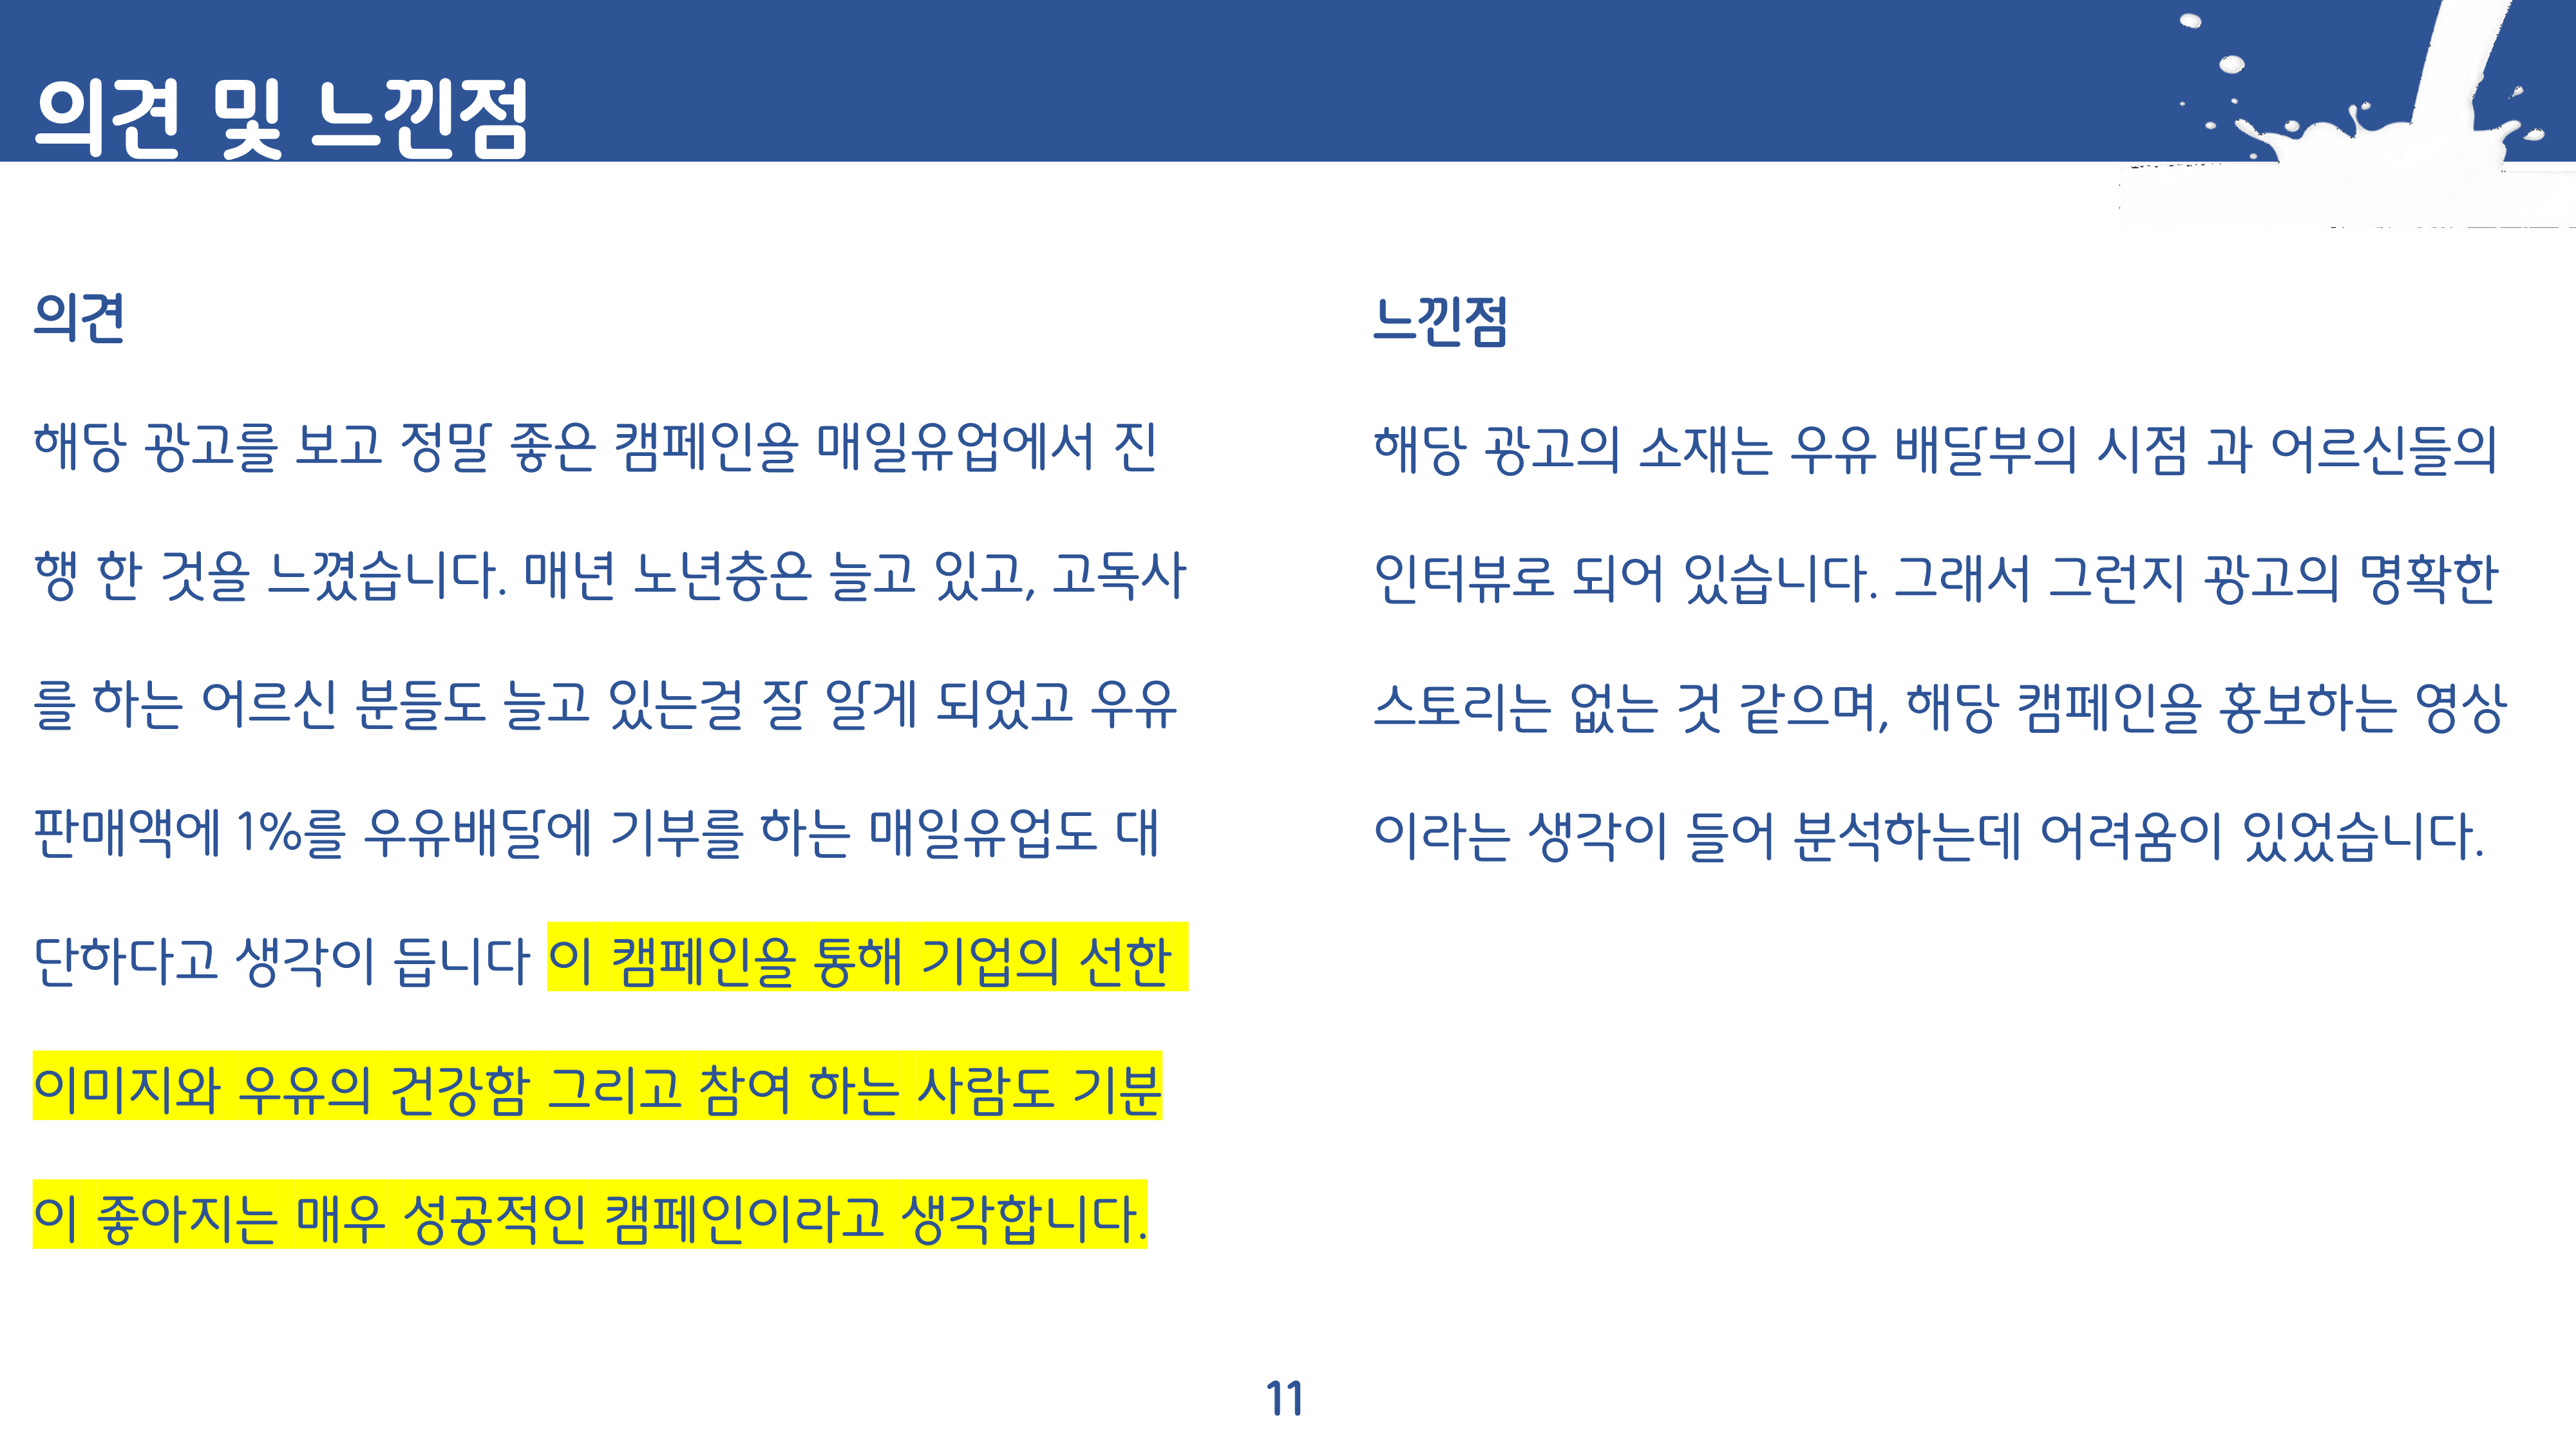 의견 및 느낀점
의견
해당 광고를 보고 정말 좋은 캠페인을 매일유업에서 진
행 한 것을 느꼈습니다. 매년 노년층은 늘고 있고, 고독사
를 하는 어르신 분들도 늘고 있는걸 잘 알게 되었고 우유
판매액에 1%를 우유배달에 기부를 하는 매일유업도 대
단하다고 생각이 듭니다 이 캠페인을 통해 기업의 선한
이미지와 우유의 건강함 그리고 참여 하는 사람도 기분
이 좋아지는 매우 성공적인 캠페인이라고 생각합니다.
느낀점
해당 광고의 소재는 우유 배달부의 시점 과 어르신들의
인터뷰로 되어 있습니다. 그래서 그런지 광고의 명확한
스토리는 없는 것 같으며, 해당 캠페인을 홍보하는 영상
이라는 생각이 들어 분석하는데 어려움이 있었습니다.
11